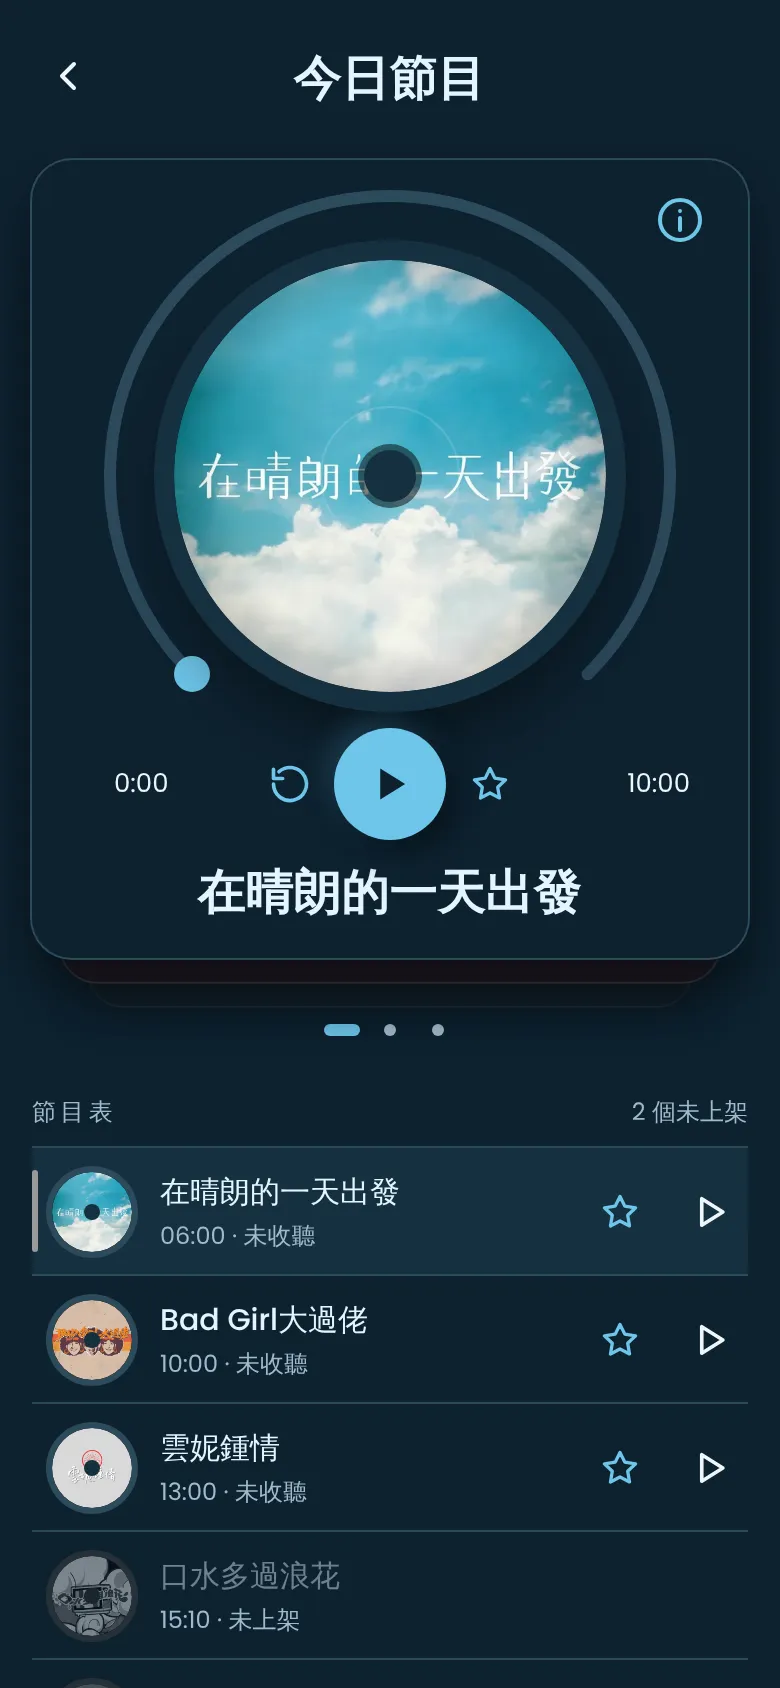 今日節目
在晴朗的一天出發
0:00
10:00
在晴朗的一天出發
節目表
2 個未上架
在晴朗的一天出發
06:00 · 未收聽
Bad Girl大過佬
10:00 · 未收聽
雲妮鍾情
13:00 · 未收聽
口水多過浪花
15:10 · 未上架